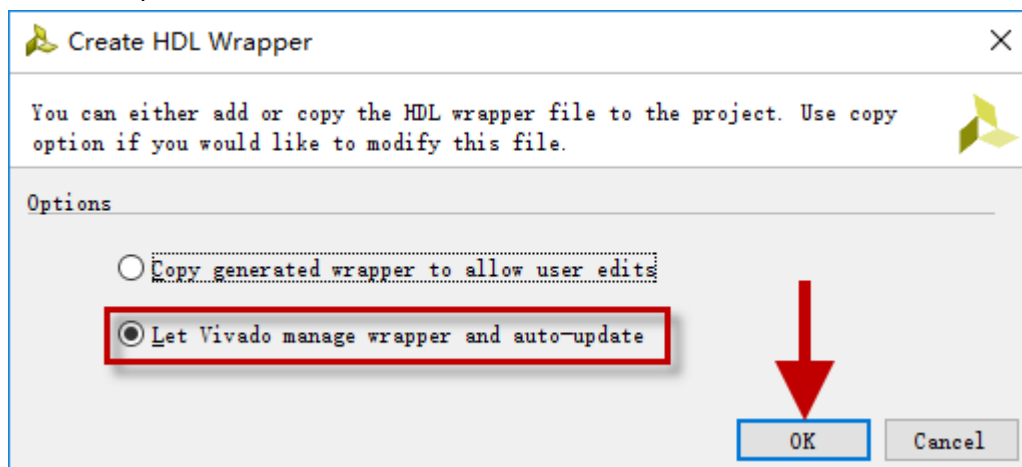 Create HDL Wrapper
You can either add or copy the HDL wrapper file to the project. Use copy
option if you would like to modify this file.
Options
Copy generated wrapper to allow user edits
Let Vivado manage wrapper and auto-update
OK Cancel